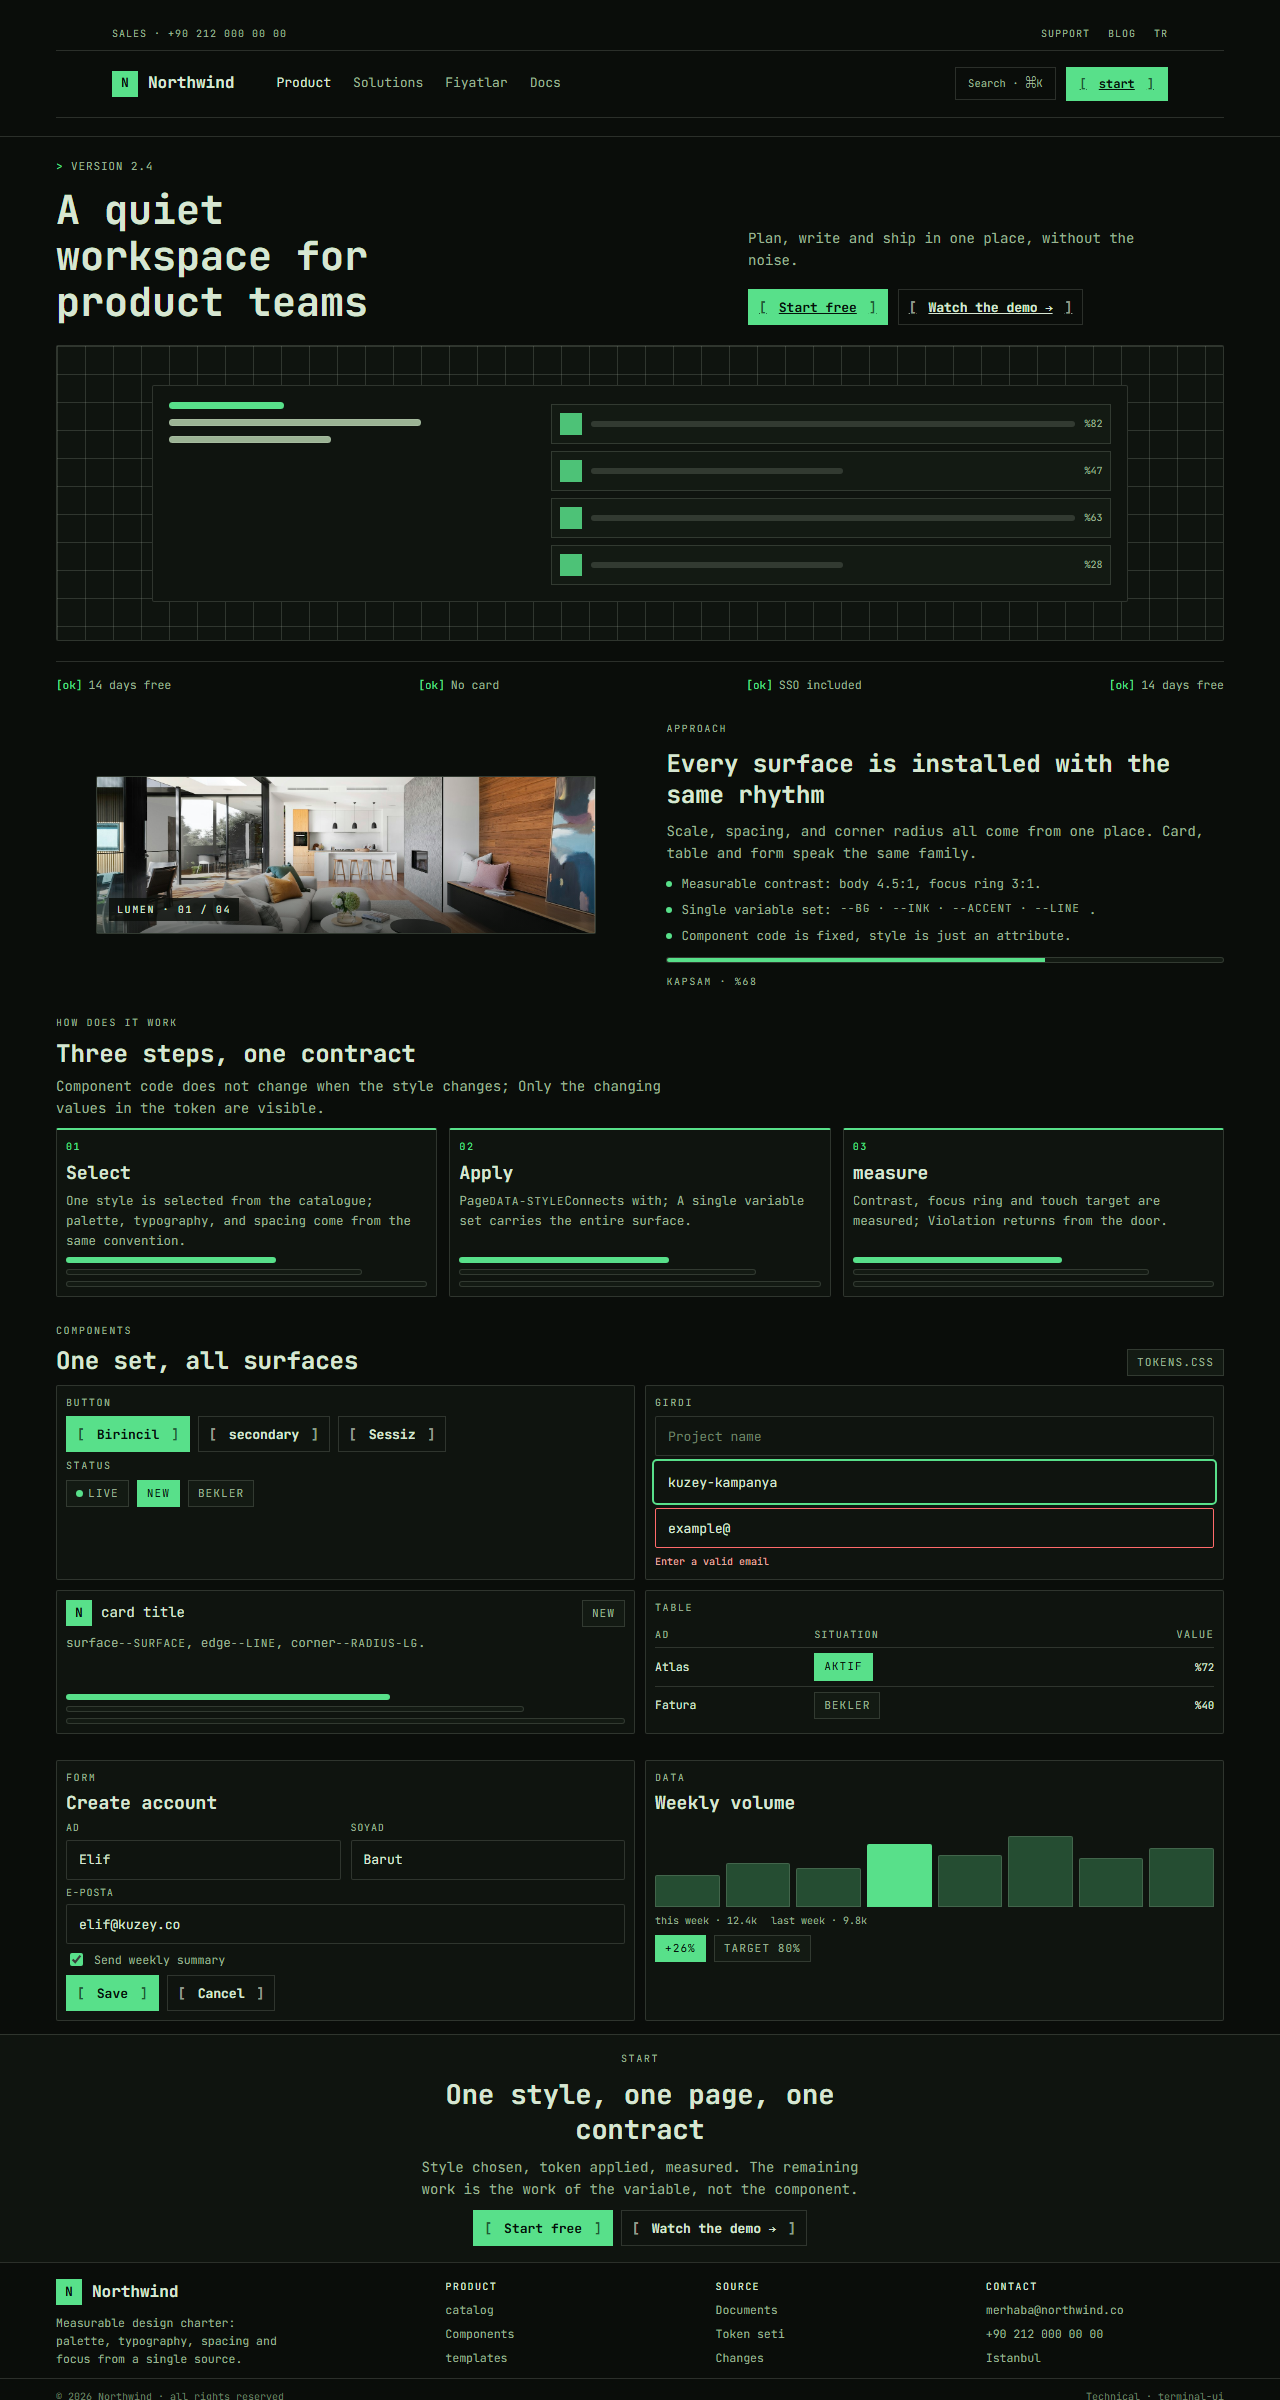 SALES · +90 212 000 00 00
SUPPORT BLOG TR
N Northwind Product Solutions Fiyatlar Docs Search · ⌘K [ start ]
> VERSION 2.4
A quiet
workspace for
product teams
Plan, write and ship in one place, without the
noise.
[ Start free ] [ Watch the demo → ]
%82
%47
%63
%28
[ok] 14 days free [ok] No card [ok] SSO included [ok] 14 days free
LUMEN · 01 / 04
APPROACH
Every surface is installed with the
same rhythm
Scale, spacing, and corner radius all come from one place. Card,
table and form speak the same family.
Measurable contrast: body 4.5:1, focus ring 3:1.
Single variable set: --BG · --INK · --ACCENT · --LINE .
Component code is fixed, style is just an attribute.
KAPSAM · %68
HOW DOES IT WORK
Three steps, one contract
Component code does not change when the style changes; Only the changing
values in the token are visible.
01
Select
One style is selected from the catalogue;
palette, typography, and spacing come from the
same convention.
02
Apply
PageDATA-STYLEConnects with; A single variable
set carries the entire surface.
03
measure
Contrast, focus ring and touch target are
measured; Violation returns from the door.
COMPONENTS
One set, all surfaces
TOKENS.CSS
BUTTON
[ Birincil ] [ secondary ] [ Sessiz ]
STATUS
LIVE NEW BEKLER
GIRDI
Project name
kuzey-kampanya
example@
Enter a valid email
N card title NEW
surface--SURFACE, edge--LINE, corner--RADIUS-LG.
TABLE
AD SITUATION VALUE
Atlas AKTIF %72
Fatura BEKLER %40
FORM
Create account
AD SOYAD
Elif Barut
E-POSTA
elif@kuzey.co
Send weekly summary
[ Save ] [ Cancel ]
DATA
Weekly volume
this week · 12.4k last week · 9.8k
+26% TARGET 80%
START
One style, one page, one
contract
Style chosen, token applied, measured. The remaining
work is the work of the variable, not the component.
[ Start free ] [ Watch the demo → ]
N Northwind
Measurable design charter:
palette, typography, spacing and
focus from a single source.
PRODUCT
catalog
Components
templates
SOURCE
Documents
Token seti
Changes
CONTACT
merhaba@northwind.co
+90 212 000 00 00
Istanbul
© 2026 Northwind · all rights reserved
Technical · terminal-ui